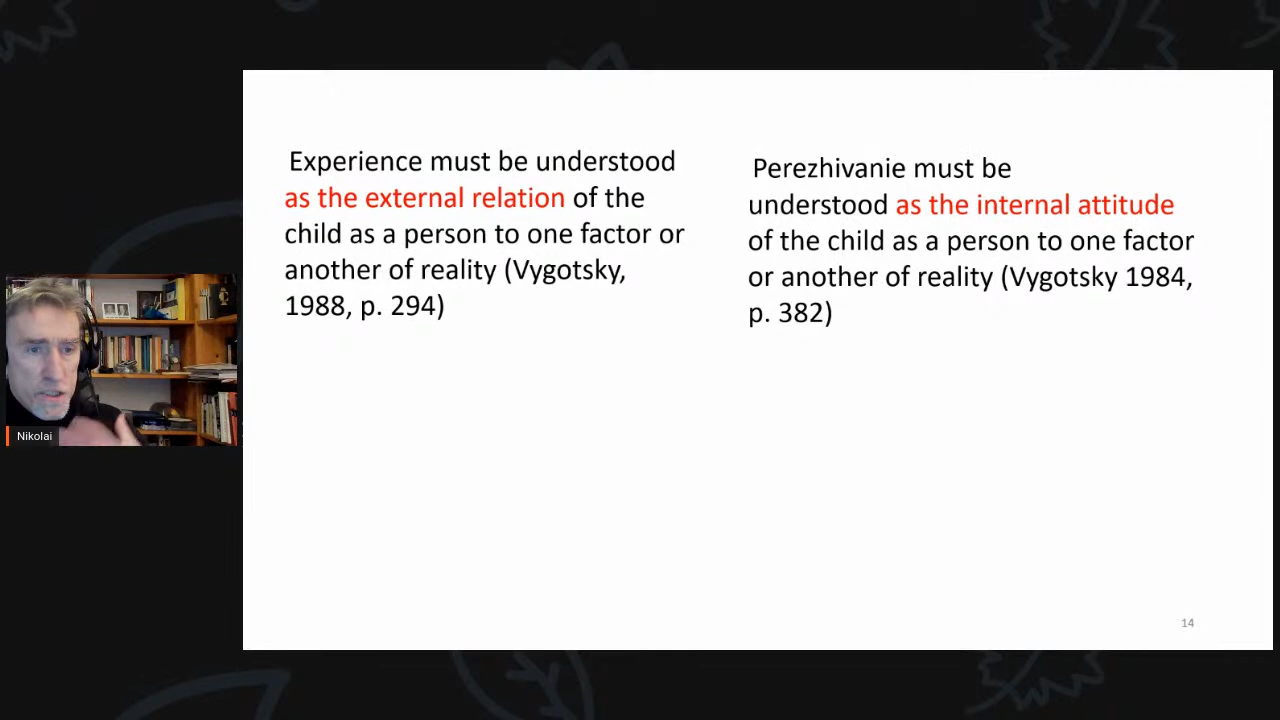 Experience must be understood
as the external relation of the
child as a person to one factor or
another of reality (Vygotsky,
1988, p. 294)
Perezhivanie must be
understood as the internal attitude
of the child as a person to one factor
or another of reality (Vygotsky 1984,
p. 382)
Nikolai
14